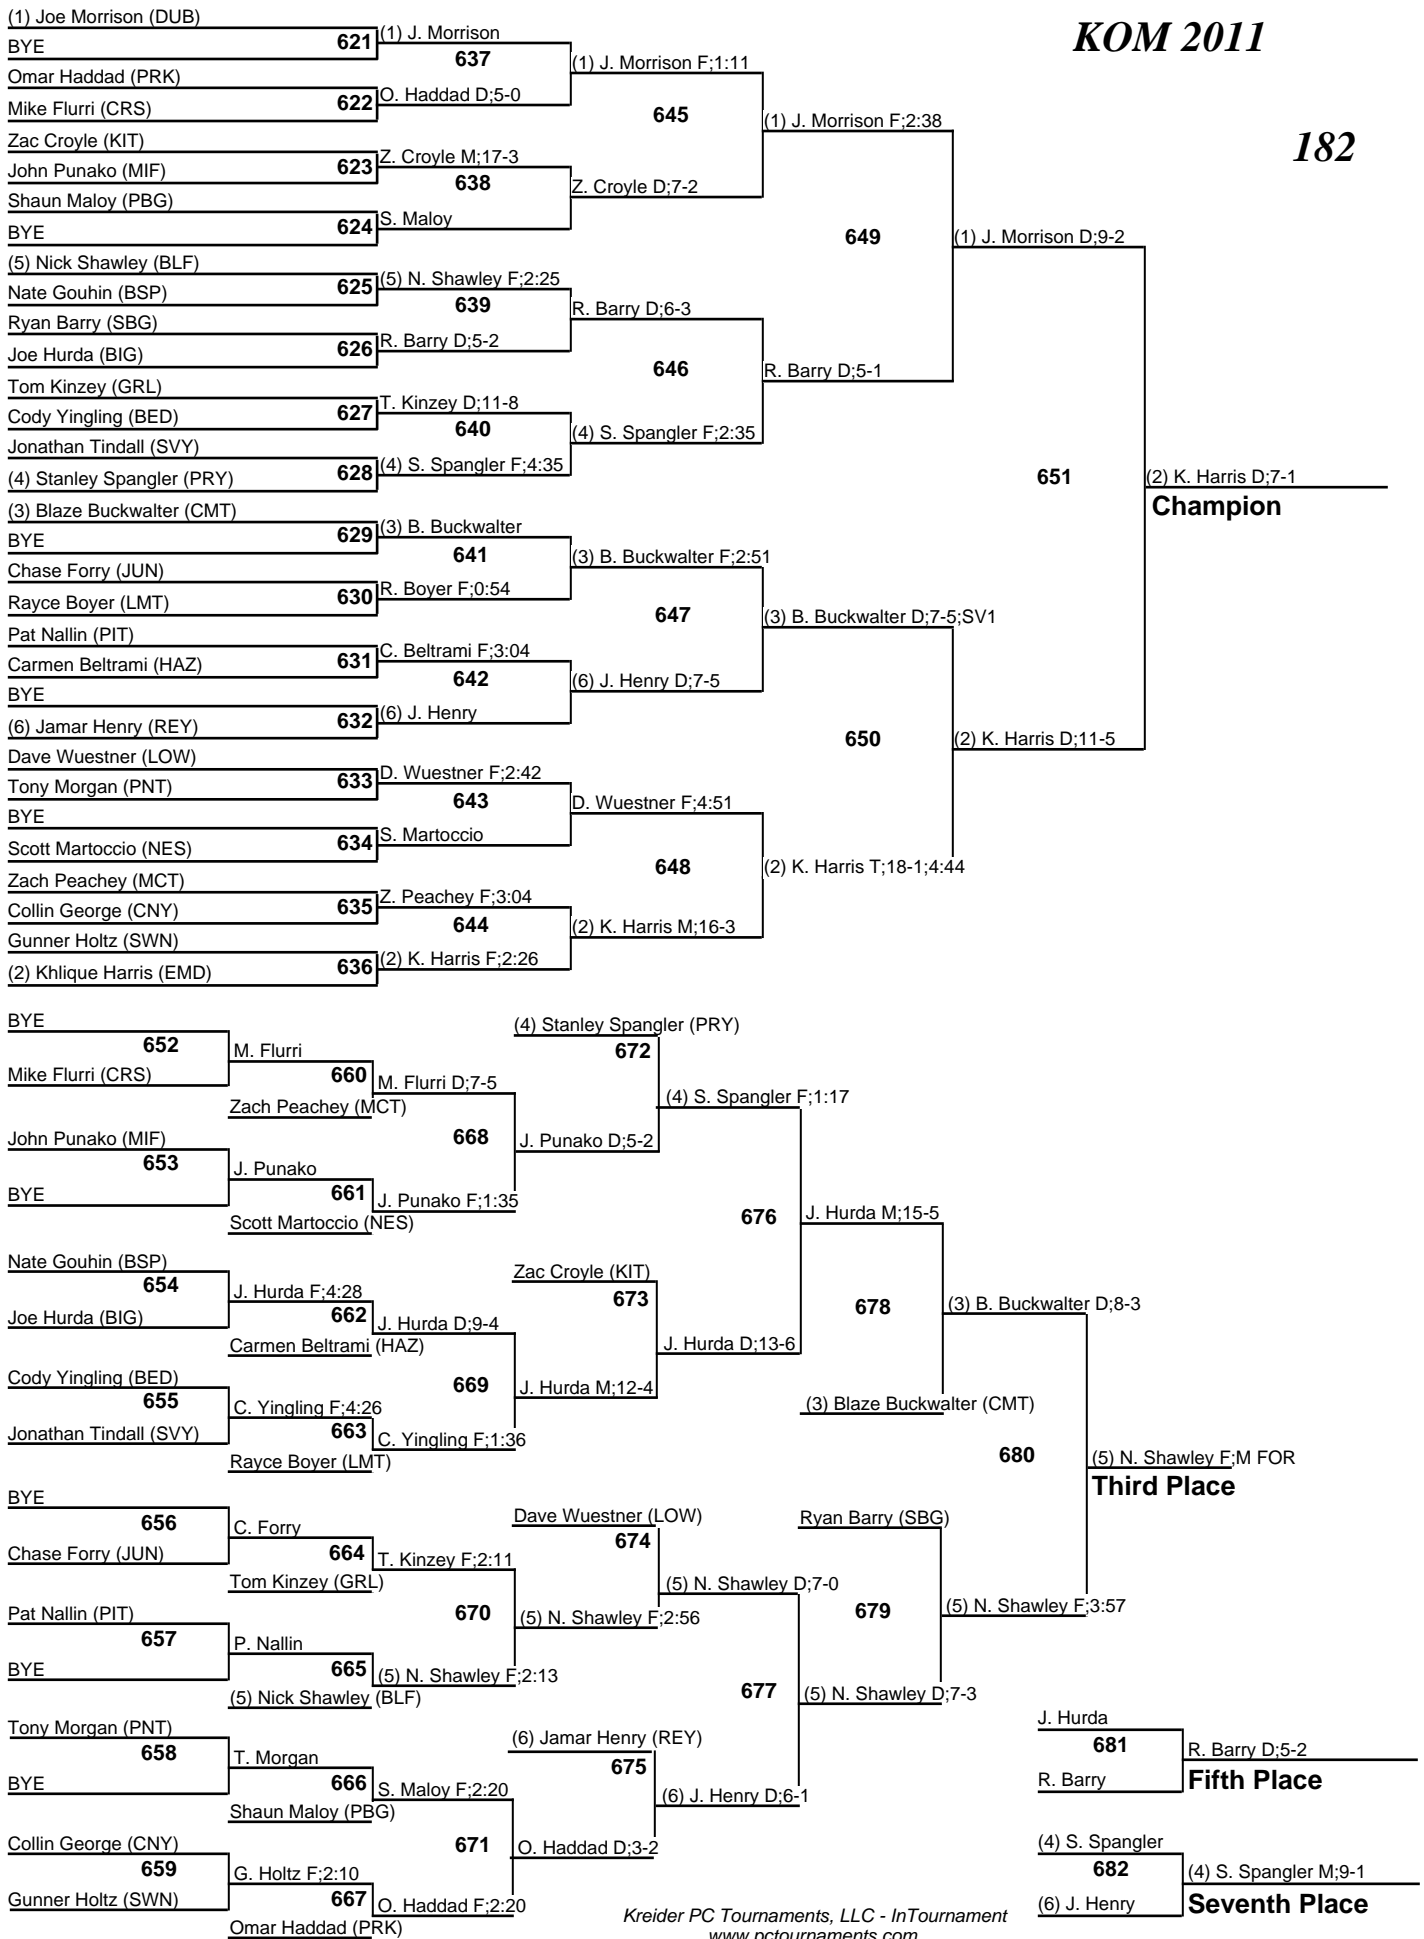 KOM 2011
182
(1) Joe Morrison (DUB)
BYE
621
(1) J. Morrison
637
Omar Haddad (PRK)
Mike Flurri (CRS)
622
O. Haddad D;5-0
(1) J. Morrison F;1:11
645
Zac Croyle (KIT)
John Punako (MIF)
623
Z. Croyle M;17-3
638
Shaun Maloy (PBG)
BYE
624
S. Maloy
Z. Croyle D;7-2
(1) J. Morrison F;2:38
649
(5) Nick Shawley (BLF)
Nate Gouhin (BSP)
625
(5) N. Shawley F;2:25
639
Ryan Barry (SBG)
Joe Hurda (BIG)
626
R. Barry D;5-2
R. Barry D;6-3
646
Tom Kinzey (GRL)
Cody Yingling (BED)
627
T. Kinzey D;11-8
640
Jonathan Tindall (SVY)
(4) Stanley Spangler (PRY)
628
(4) S. Spangler F;4:35
(4) S. Spangler F;2:35
R. Barry D;5-1
(1) J. Morrison D;9-2
651
(2) K. Harris D;7-1
Champion
(3) Blaze Buckwalter (CMT)
BYE
629
(3) B. Buckwalter
641
Chase Forry (JUN)
Rayce Boyer (LMT)
630
R. Boyer F;0:54
(3) B. Buckwalter F;2:51
647
Pat Nallin (PIT)
Carmen Beltrami (HAZ)
631
C. Beltrami F;3:04
642
BYE
(6) Jamar Henry (REY)
632
(6) J. Henry
(6) J. Henry D;7-5
(3) B. Buckwalter D;7-5;SV1
650
(2) K. Harris D;11-5
Dave Wuestner (LOW)
Tony Morgan (PNT)
633
D. Wuestner F;2:42
643
BYE
Scott Martoccio (NES)
634
S. Martoccio
D. Wuestner F;4:51
648
(2) K. Harris T;18-1;4:44
Zach Peachey (MCT)
Collin George (CNY)
635
Z. Peachey F;3:04
644
Gunner Holtz (SWN)
(2) Khlique Harris (EMD)
636
(2) K. Harris F;2:26
(2) K. Harris M;16-3
BYE
652
Mike Flurri (CRS)
M. Flurri
660
Zach Peachey (MCT)
M. Flurri D;7-5
668
John Punako (MIF)
653
BYE
J. Punako
661
Scott Martoccio (NES)
J. Punako F;1:35
J. Punako D;5-2
(4) Stanley Spangler (PRY)
672
(4) S. Spangler F;1:17
676
Nate Gouhin (BSP)
654
Joe Hurda (BIG)
J. Hurda F;4:28
662
Carmen Beltrami (HAZ)
J. Hurda D;9-4
669
Cody Yingling (BED)
655
Jonathan Tindall (SVY)
C. Yingling F;4:26
663
Rayce Boyer (LMT)
C. Yingling F;1:36
J. Hurda M;12-4
Zac Croyle (KIT)
673
J. Hurda D;13-6
J. Hurda M;15-5
678
(3) Blaze Buckwalter (CMT)
(3) B. Buckwalter D;8-3
680
(5) N. Shawley F;M FOR
Third Place
BYE
656
Chase Forry (JUN)
C. Forry
664
Tom Kinzey (GRL)
T. Kinzey F;2:11
670
Pat Nallin (PIT)
657
BYE
P. Nallin
665
(5) Nick Shawley (BLF)
(5) N. Shawley F;2:13
(5) N. Shawley F;2:56
Dave Wuestner (LOW)
674
(5) N. Shawley D;7-0
677
Ryan Barry (SBG)
679
(5) N. Shawley F;3:57
(5) N. Shawley D;7-3
Tony Morgan (PNT)
658
BYE
T. Morgan
666
Shaun Maloy (PBG)
S. Maloy F;2:20
671
Collin George (CNY)
659
Gunner Holtz (SWN)
G. Holtz F;2:10
667
Omar Haddad (PRK)
O. Haddad F;2:20
O. Haddad D;3-2
(6) Jamar Henry (REY)
675
(6) J. Henry D;6-1
J. Hurda
681
R. Barry
R. Barry D;5-2
Fifth Place
(4) S. Spangler
682
(6) J. Henry
(4) S. Spangler M;9-1
Seventh Place
Kreider PC Tournaments, LLC - InTournament
www.pctournaments.com